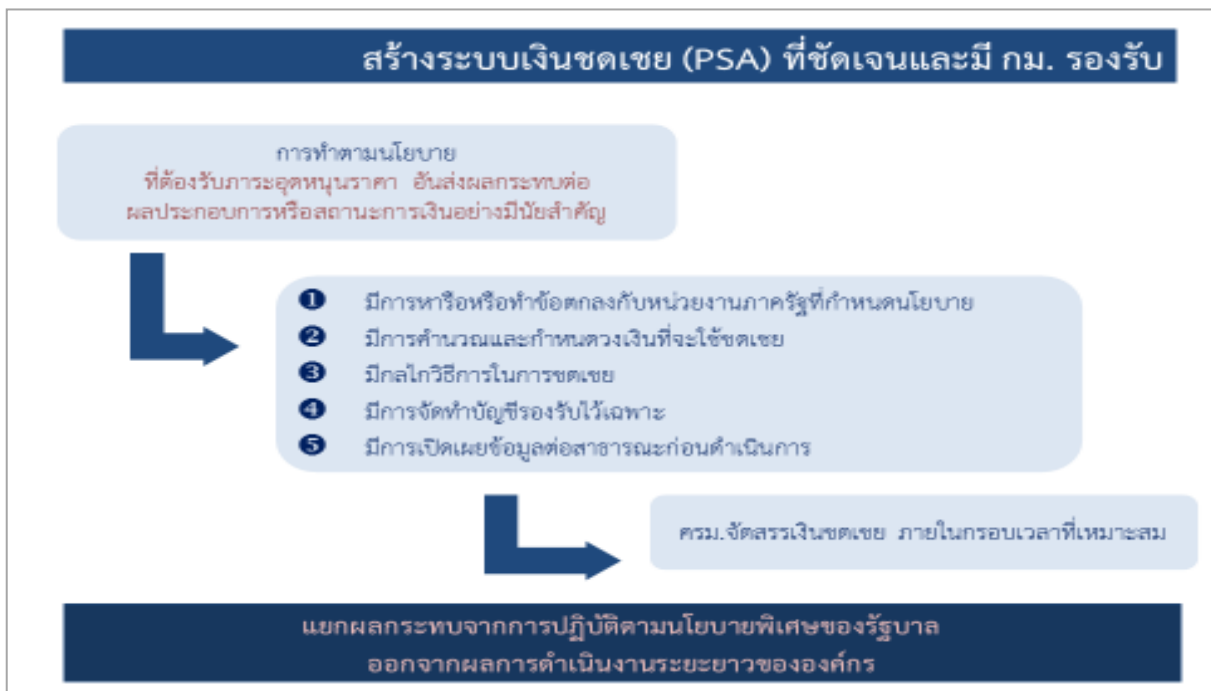 สร้างระบบเงินชดเชย (PSA) ที่ชัดเจนและมี กม. รองรับ
การทำตามนโยบาย
ที่ต้องรับภาระอุดหนุนราคา อันส่งผลกระทบต่อ
ผลประกอบการหรือสถานะการเงินอย่างมีนัยสำคัญ
❶ มีการหารือหรือทำข้อตกลงกับหน่วยงานภาครัฐที่กำหนดนโยบาย
❷ มีการคำนวณและกำหนดวงเงินที่จะใช้ชดเชย
❸ มีกลไกวิธีการในการชดเชย
❹ มีการจัดทำบัญชีรองรับไว้เฉพาะ
❺ มีการเปิดเผยข้อมูลต่อสาธารณะก่อนดำเนินการ
ครม.จัดสรรเงินชดเชย ภายในกรอบเวลาที่เหมาะสม
แยกผลกระทบจากการปฏิบัติตามนโยบายพิเศษของรัฐบาล
ออกจากผลการดำเนินงานระยะยาวขององค์กร